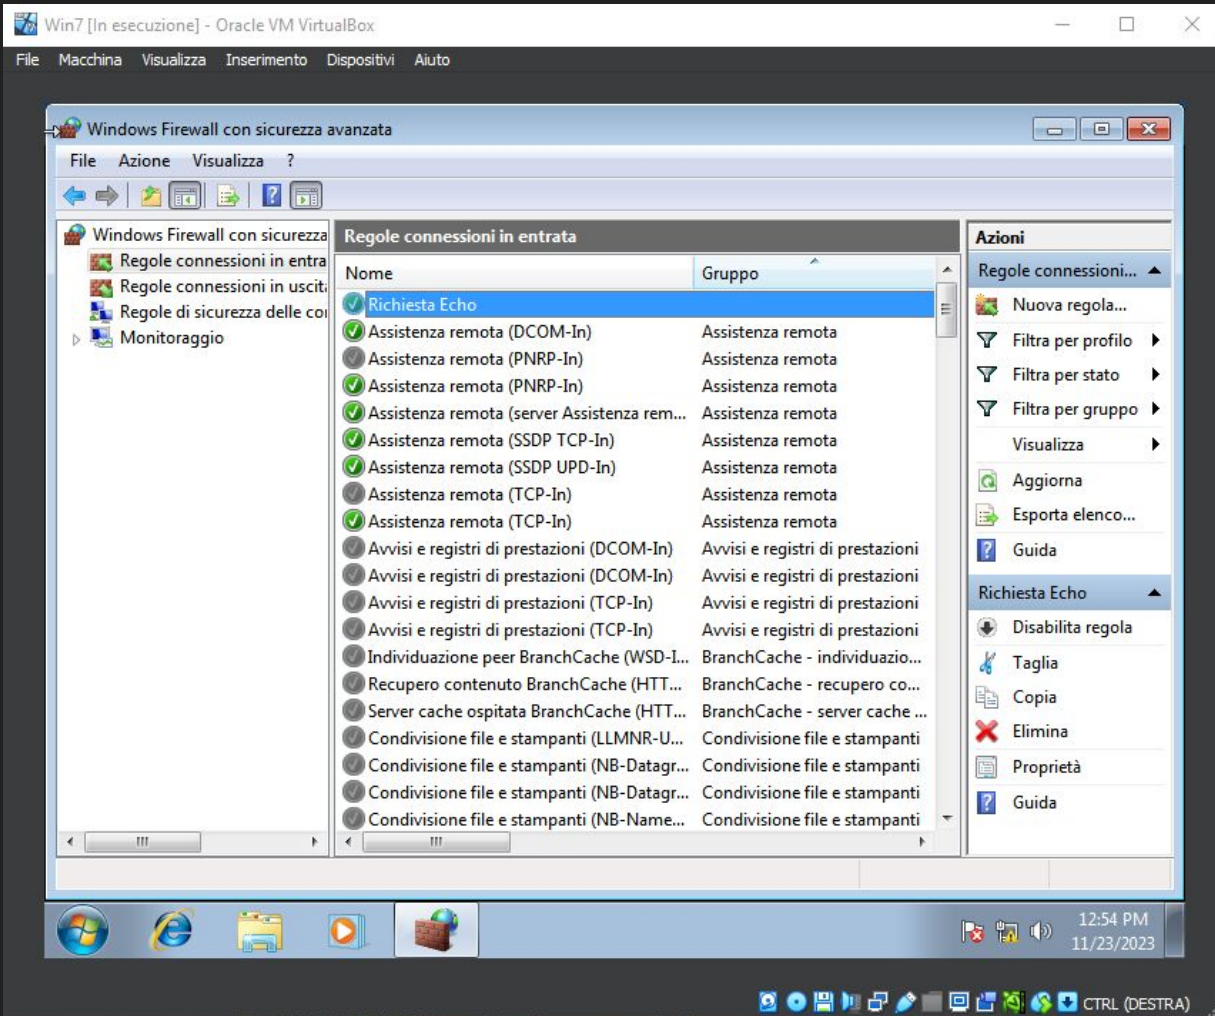 Win7 [In esecuzione] - Oracle VM VirtualBox
File Macchina Visualizza Inserimento Dispositivi Aiuto
Windows Firewall con sicurezza avanzata
File Azione Visualizza ?
Windows Firewall con sicurezza
Regole connessioni in entra
Regole connessioni in uscit
Regole di sicurezza delle co
Monitoraggio
Regole connessioni in entrata
Nome Gruppo
Richiesta Echo
Assistenza remota (DCOM-In) Assistenza remota
Assistenza remota (PNRP-In) Assistenza remota
Assistenza remota (PNRP-In) Assistenza remota
Assistenza remota (server Assistenza rem... Assistenza remota
Assistenza remota (SSDP TCP-In) Assistenza remota
Assistenza remota (SSDP UPD-In) Assistenza remota
Assistenza remota (TCP-In) Assistenza remota
Assistenza remota (TCP-In) Assistenza remota
Avvisi e registri di prestazioni (DCOM-In) Avvisi e registri di prestazioni
Avvisi e registri di prestazioni (DCOM-In) Avvisi e registri di prestazioni
Avvisi e registri di prestazioni (TCP-In) Avvisi e registri di prestazioni
Avvisi e registri di prestazioni (TCP-In) Avvisi e registri di prestazioni
Individuazione peer BranchCache (WSD-I... BranchCache - individuazio...
Recupero contenuto BranchCache (HTT... BranchCache - recupero co...
Server cache ospitata BranchCache (HTT... BranchCache - server cache ...
Condivisione file e stampanti (LLMNR-U... Condivisione file e stampanti
Condivisione file e stampanti (NB-Datagr... Condivisione file e stampanti
Condivisione file e stampanti (NB-Datagr... Condivisione file e stampanti
Condivisione file e stampanti (NB-Name... Condivisione file e stampanti
Azioni
Regole connessioni...
Nuova regola...
Filtra per profilo
Filtra per stato
Filtra per gruppo
Visualizza
Aggiorna
Esporta elenco...
Guida
Richiesta Echo
Disabilita regola
Taglia
Copia
Elimina
Proprietà
Guida
12:54 PM
11/23/2023
CTRL (DESTRA)